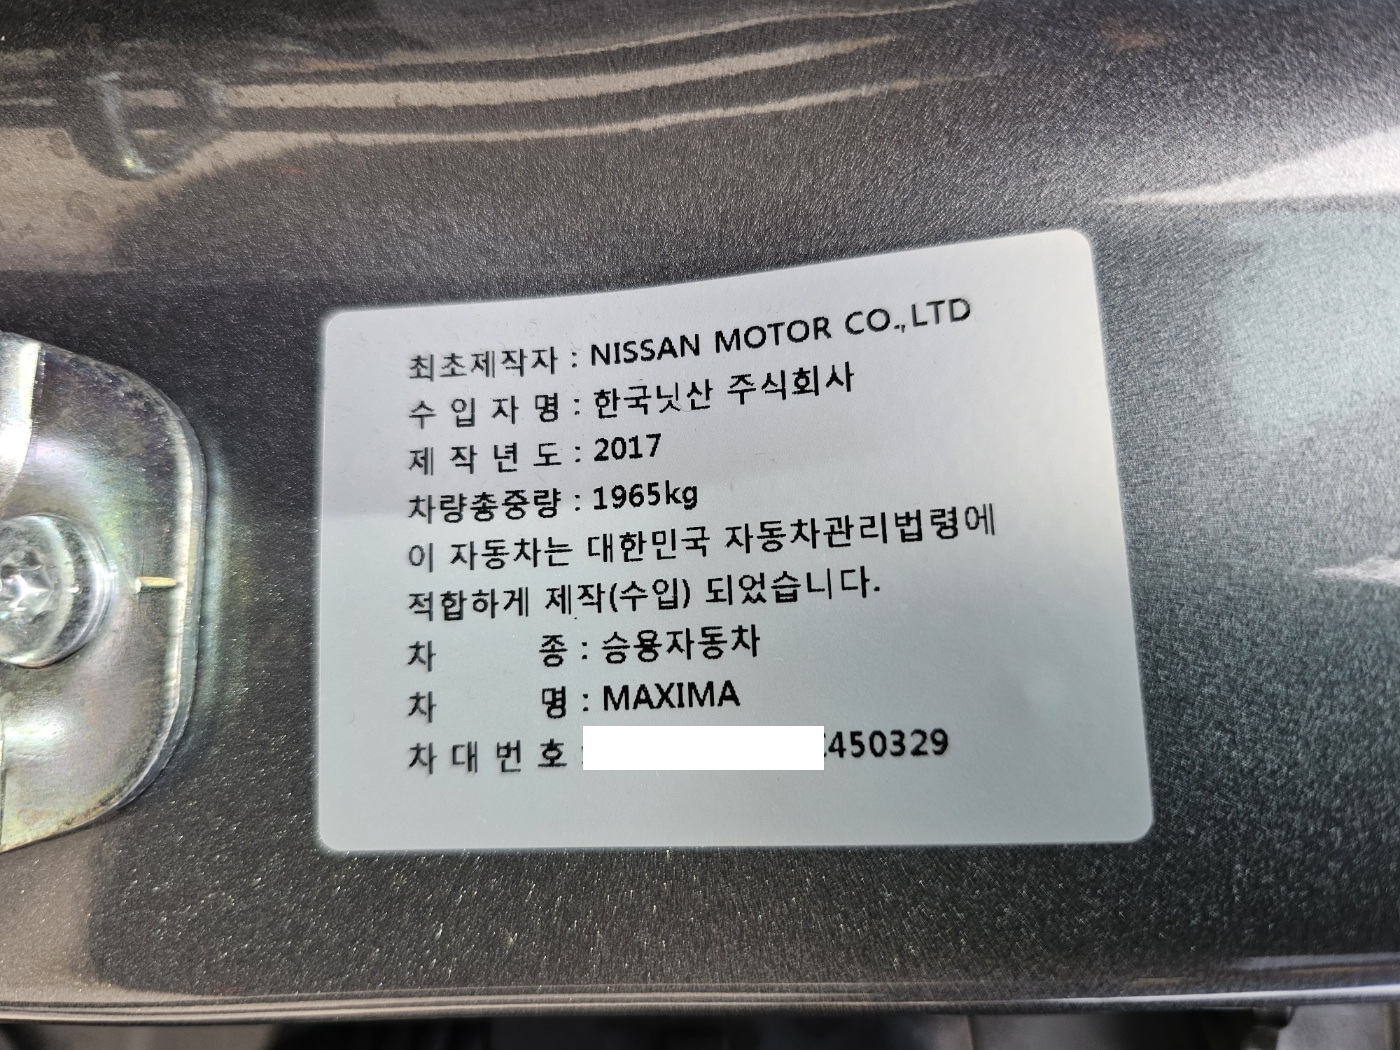 최초제작자 : NISSAN MOTOR CO.,LTD
수 입 자 명 : 한국닛산 주식회사
제 작 년 도 : 2017
차량총중량 : 1965kg
이 자동차는 대한민국 자동차관리법령에
적합하게 제작(수입) 되었습니다.
차 종 : 승용자동차
차 명 : MAXIMA
차 대 번 호 : 450329